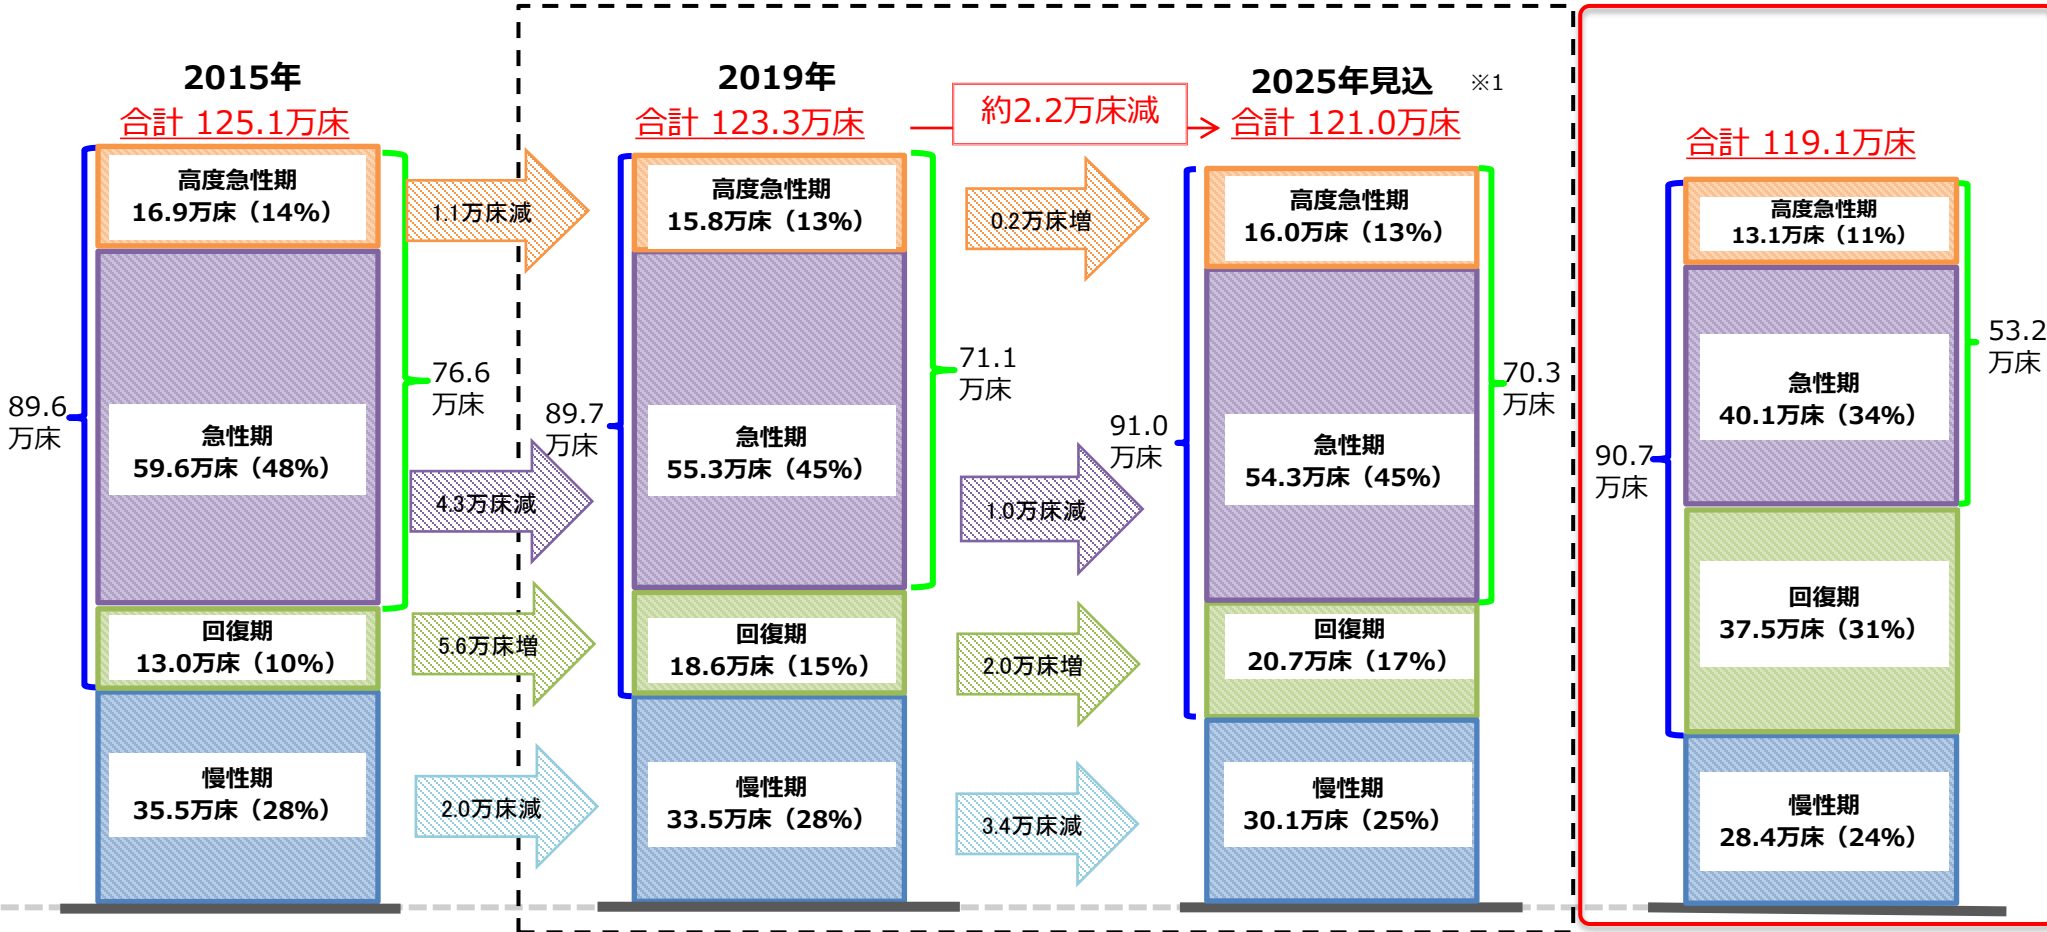 2015年
合計 125.1万床
高度急性期
16.9万床（14%）
急性期
59.6万床（48%）
回復期
13.0万床（10%）
慢性期
35.5万床（28%）
89.6
万床
76.6
万床
1.1万床減
4.3万床減
5.6万床増
2.0万床減
2019年
合計 123.3万床
高度急性期
15.8万床（13%）
急性期
55.3万床（45%）
回復期
18.6万床（15%）
慢性期
33.5万床（28%）
89.7
万床
71.1
万床
約2.2万床減
0.2万床増
1.0万床減
2.0万床増
3.4万床減
2025年見込 ※1
合計 121.0万床
高度急性期
16.0万床（13%）
急性期
54.3万床（45%）
回復期
20.7万床（17%）
慢性期
30.1万床（25%）
91.0
万床
70.3
万床
合計 119.1万床
高度急性期
13.1万床（11%）
急性期
40.1万床（34%）
回復期
37.5万床（31%）
慢性期
28.4万床（24%）
90.7
万床
53.2
万床